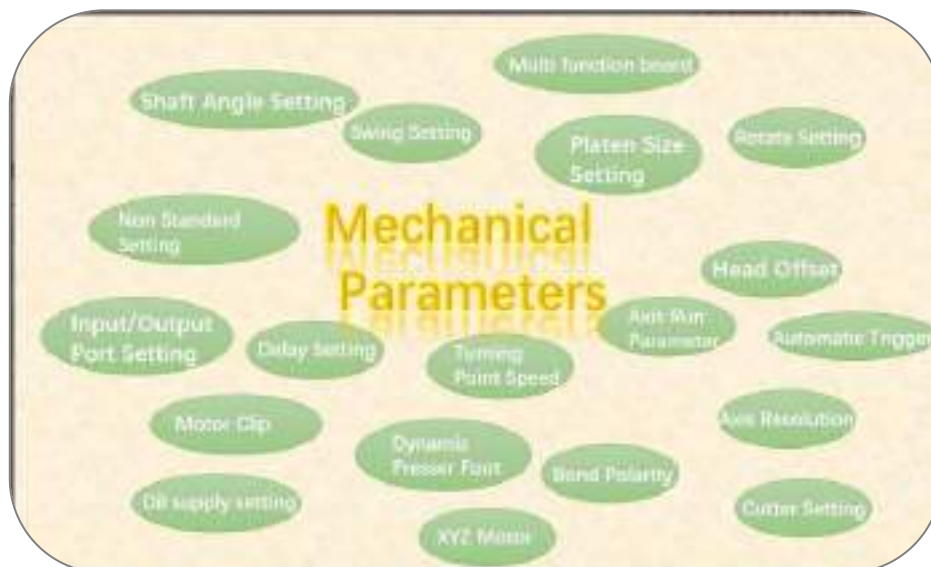 Multi function board
Shaft Angle Setting
Swing Setting
Platen Size
Setting
Rotate Setting
Non Standard
Setting
Mechanical
Parameters
Head Offset
Input/Output
Port Setting
Delay Setting
Turning
Point Speed
Axis Run
Parameter
Automatic Trigger
Motor Clip
Dynamic
Presser Foot
Bond Polarity
Axis Resolution
Oil supply setting
XYZ Motor
Cutter Setting